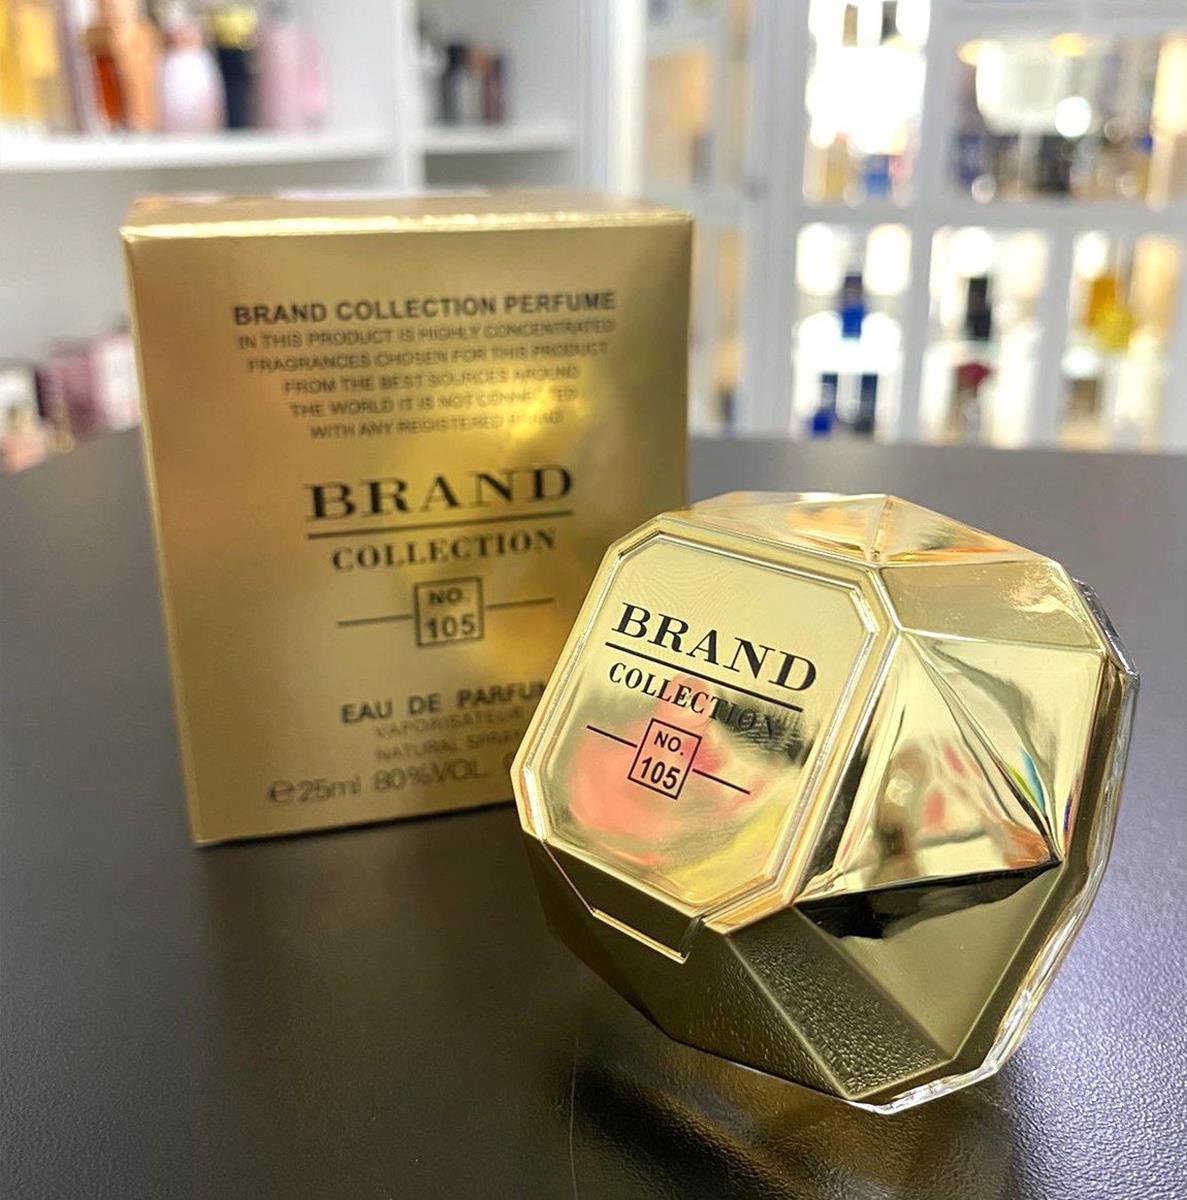 BRAND COLLECTION PERFUME
IN THIS PRODUCT IS HIGHLY CONCENTRATED
FRAGRANCES CHOSEN FOR THIS PRODUCT
FROM THE BEST SOURCES AROUND
THE WORLD IT IS NOT CONNECTED
WITH ANY REGISTERED BRAND
BRAND
COLLECTION
NO.
105
EAU DE PARFUM
VAPORISATEUR
NATURAL SPRAY
℮25ml 80%VOL
BRAND
COLLECTION
NO.
105